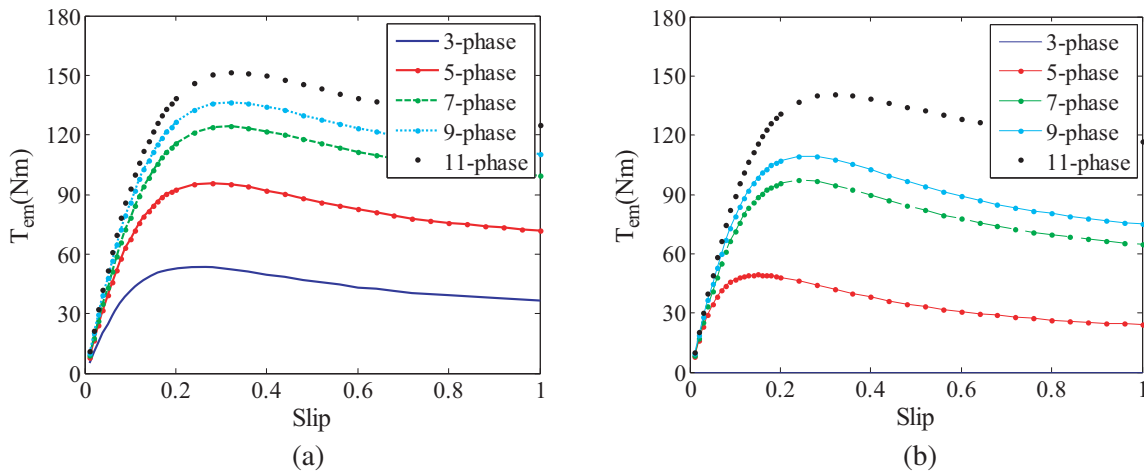 180
150
120
90
60
30
0
T_em(Nm)
0 0.2 0.4 0.6 0.8 1
Slip
3-phase
5-phase
7-phase
9-phase
11-phase
(a)
180
150
120
90
60
30
0
T_em(Nm)
0 0.2 0.4 0.6 0.8 1
Slip
3-phase
5-phase
7-phase
9-phase
11-phase
(b)